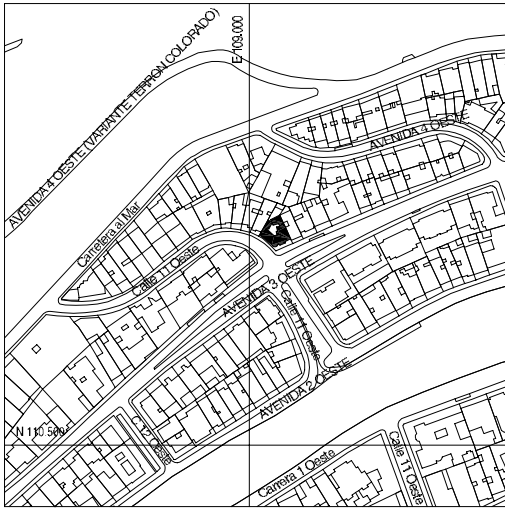 AVENIDA 4 OESTE (VARIANTE TERRON COLORADO)
E 109.000
AVENIDA 4 OESTE
Carretera al Mar
Calle 11 Oeste
AVENIDA 3 OESTE
Calle 11 Oeste
AVENIDA 2 OESTE
N 110.500
C 12 Oeste
Calle 11 Oeste
Carrera 1 Oeste